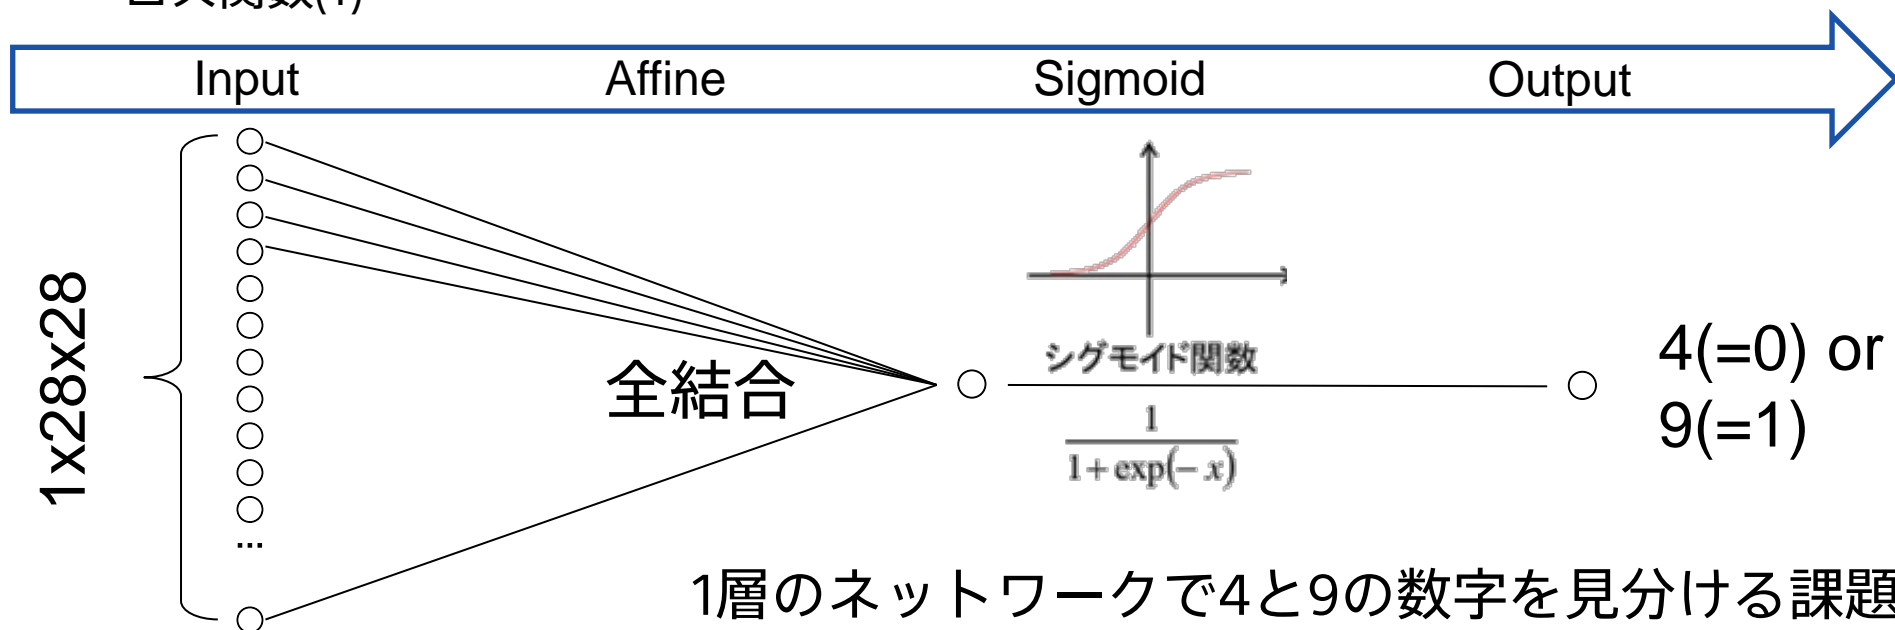 Input Affine Sigmoid Output
1x28x28
全結合
シグモイド関数
1
1+exp(−x)
4(=0) or
9(=1)
...
1層のネットワークで4と9の数字を見分ける課題